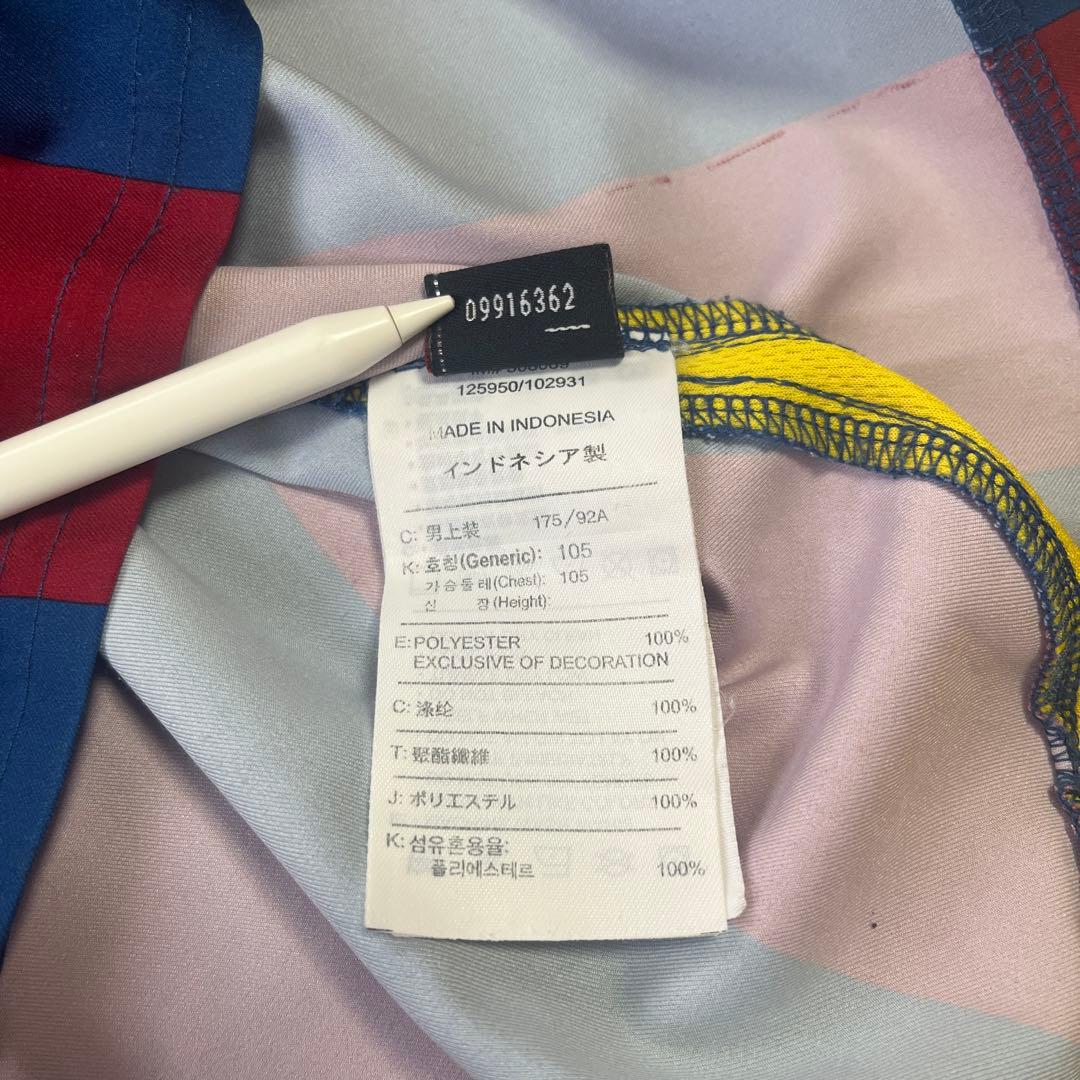 09916362
125950/102931
MADE IN INDONESIA
インドネシア製
C: 男上装 175/92A
K: 호칭(Generic): 105
가슴둘레(Chest): 105
신 장(Height):
E: POLYESTER 100%
EXCLUSIVE OF DECORATION
C: 涤纶 100%
T: 聚酯纖維 100%
J: ポリエステル 100%
K: 섬유혼용율:
폴리에스테르 100%